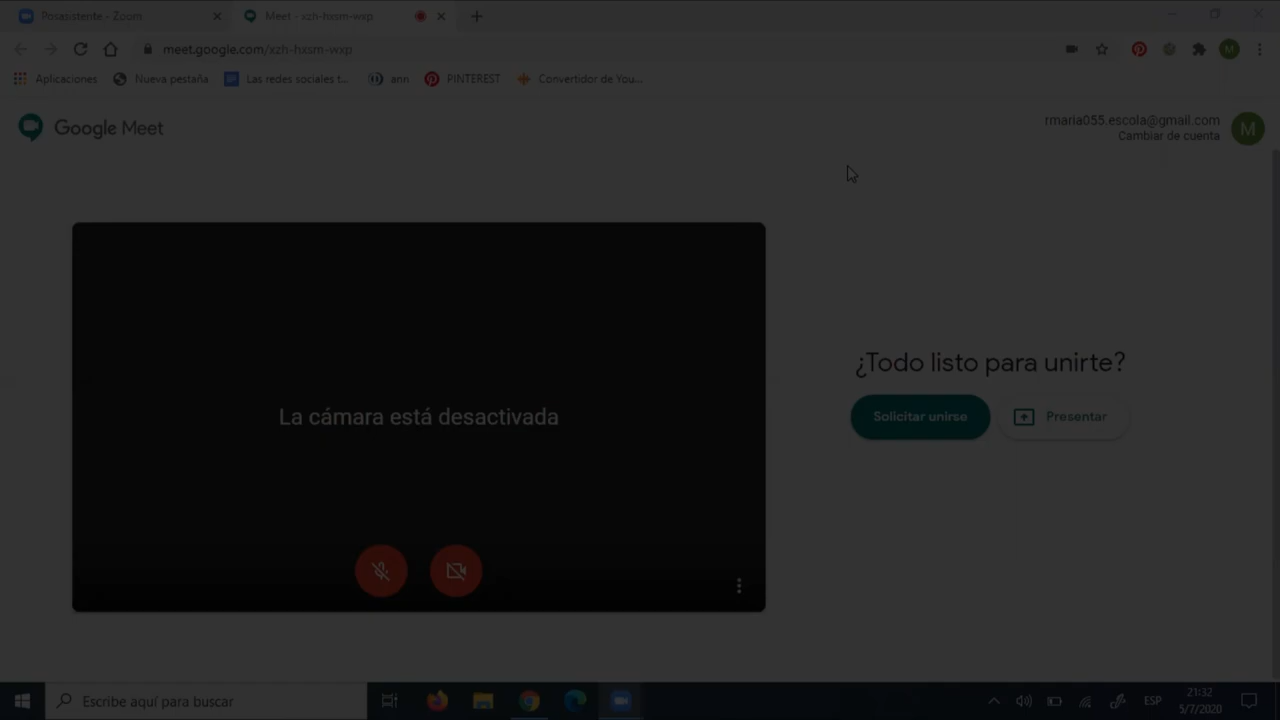 Posasistente - Zoom
Meet - xzh-hxsm-wxp
meet.google.com/xzh-hxsm-wxp
M
Aplicaciones
Nueva pestaña
Las redes sociales t...
ann
PINTEREST
Convertidor de You...
Google Meet
rmaria055.escola@gmail.com
Cambiar de cuenta
M
La cámara está desactivada
¿Todo listo para unirte?
Solicitar unirse
Presentar
Escribe aquí para buscar
ESP
21:32
5/7/2020